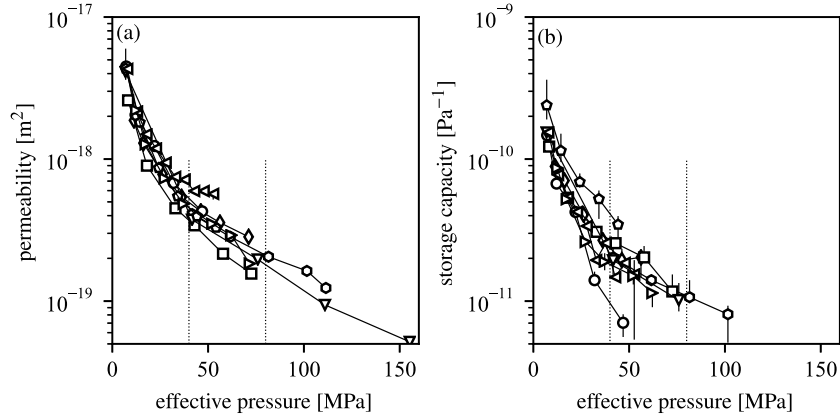 10⁻¹⁷
(a)
10⁻¹⁸
10⁻¹⁹
permeability [m²]
0 50 100 150
effective pressure [MPa]
10⁻⁹
(b)
10⁻¹⁰
10⁻¹¹
storage capacity [Pa⁻¹]
0 50 100 150
effective pressure [MPa]